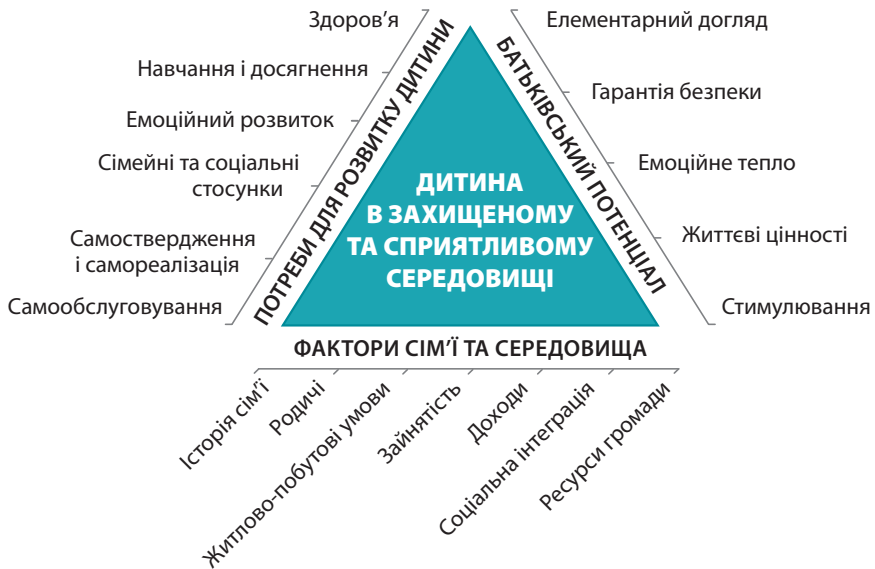 Здоров’я
Навчання і досягнення
Емоційний розвиток
Сімейні та соціальні
стосунки
Самоствердження
і самореалізація
Самообслуговування
ПОТРЕБИ ДЛЯ РОЗВИТКУ ДИТИНИ
ДИТИНА
В ЗАХИЩЕНОМУ
ТА СПРИЯТЛИВОМУ
СЕРЕДОВИЩІ
БАТЬКІВСЬКИЙ ПОТЕНЦІАЛ
Елементарний догляд
Гарантія безпеки
Емоційне тепло
Життєві цінності
Стимулювання
ФАКТОРИ СІМ’Ї ТА СЕРЕДОВИЩА
Історія сім’ї
Родичі
Житлово-побутові умови
Зайнятість
Доходи
Соціальна інтеграція
Ресурси громади